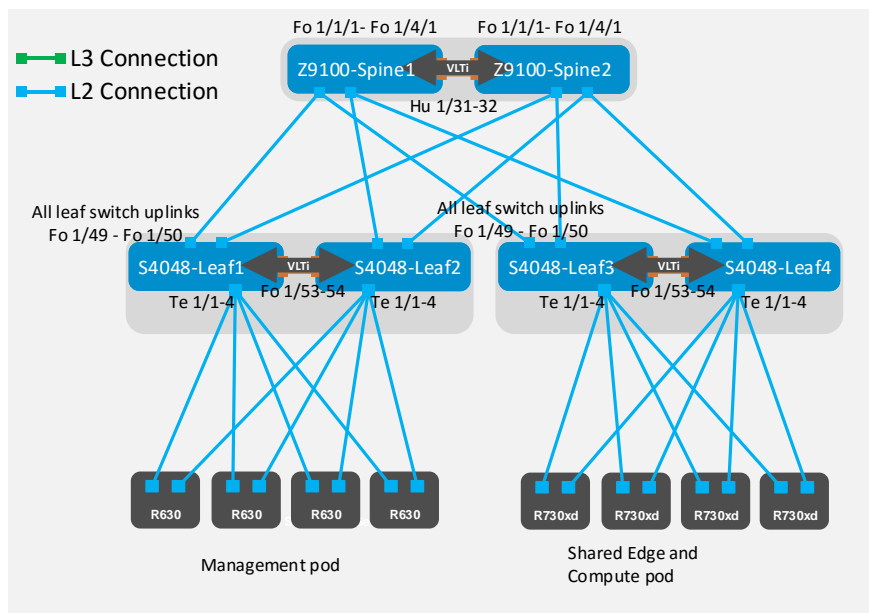 Fo 1/1/1- Fo 1/4/1
Fo 1/1/1- Fo 1/4/1
L3 Connection
L2 Connection
Z9100-Spine1
VLTi
Z9100-Spine2
Hu 1/31-32
All leaf switch uplinks
Fo 1/49 - Fo 1/50
All leaf switch uplinks
Fo 1/49 - Fo 1/50
S4048-Leaf1
VLTi
S4048-Leaf2
S4048-Leaf3
VLTi
S4048-Leaf4
Te 1/1-4
Fo 1/53-54
Te 1/1-4
Te 1/1-4
Fo 1/53-54
Te 1/1-4
R630
R630
R630
R630
R730xd
R730xd
R730xd
R730xd
Management pod
Shared Edge and
Compute pod